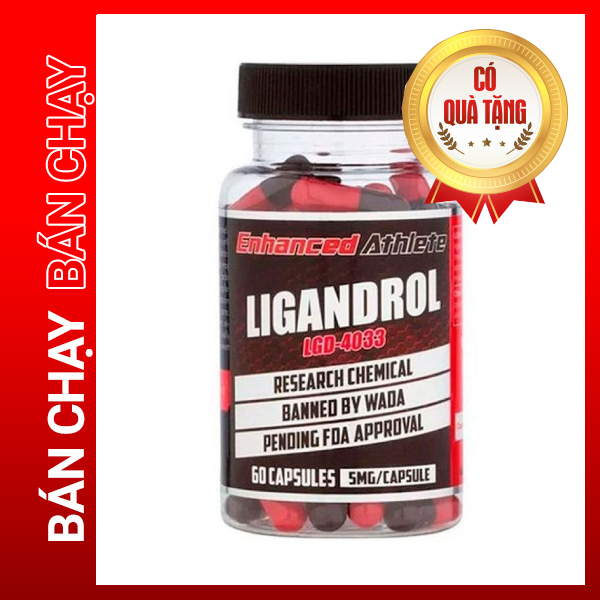 BÁN CHẠY BÁN CHẠY
CÓ
QUÀ TẶNG
Enhanced Athlete
LIGANDROL
LGD-4033
RESEARCH CHEMICAL
BANNED BY WADA
PENDING FDA APPROVAL
60 CAPSULES 5MG/CAPSULE